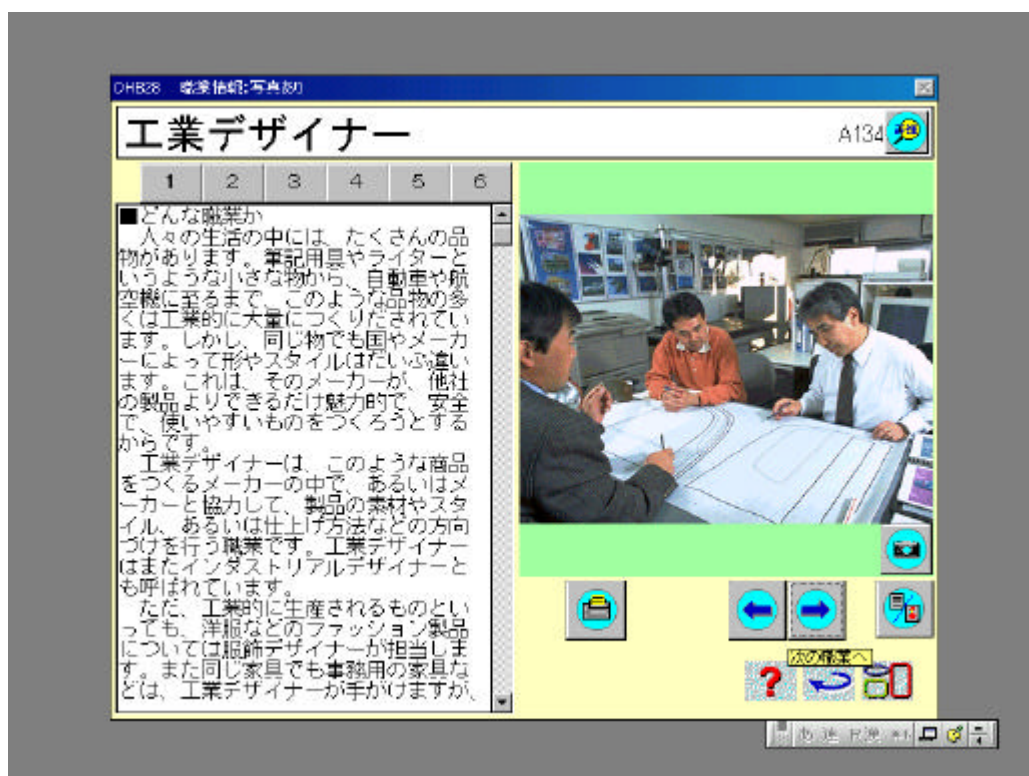 OHB28 職業情報:写真あり
工業デザイナー
A134
1 2 3 4 5 6
■どんな職業か
人々の生活の中には、たくさんの品
物があります。筆記用具やライターと
いうような小さな物から、自動車や航
空機に至るまで、このような品物の多
くは工業的に大量につくりだされてい
ます。しかし、同じ物でも国やメーカ
ーによって形やスタイルはだいぶ違い
ます。これは、そのメーカーが、他社
の製品よりできるだけ魅力的で、安全
で、使いやすいものをつくろうとする
からです。
工業デザイナーは、このような商品
をつくるメーカーの中で、あるいはメ
ーカーと協力して、製品の素材やスタ
イル、あるいは仕上げ方法などの方向
づけを行う職業です。工業デザイナー
はまたインダストリアルデザイナーと
も呼ばれています。
ただ、工業的に生産されるものとい
っても、洋服などのファッション製品
については服飾デザイナーが担当しま
す。また同じ家具でも事務用の家具な
どは、工業デザイナーが手がけますが、
次の職業へ
?
あ 連 R漢